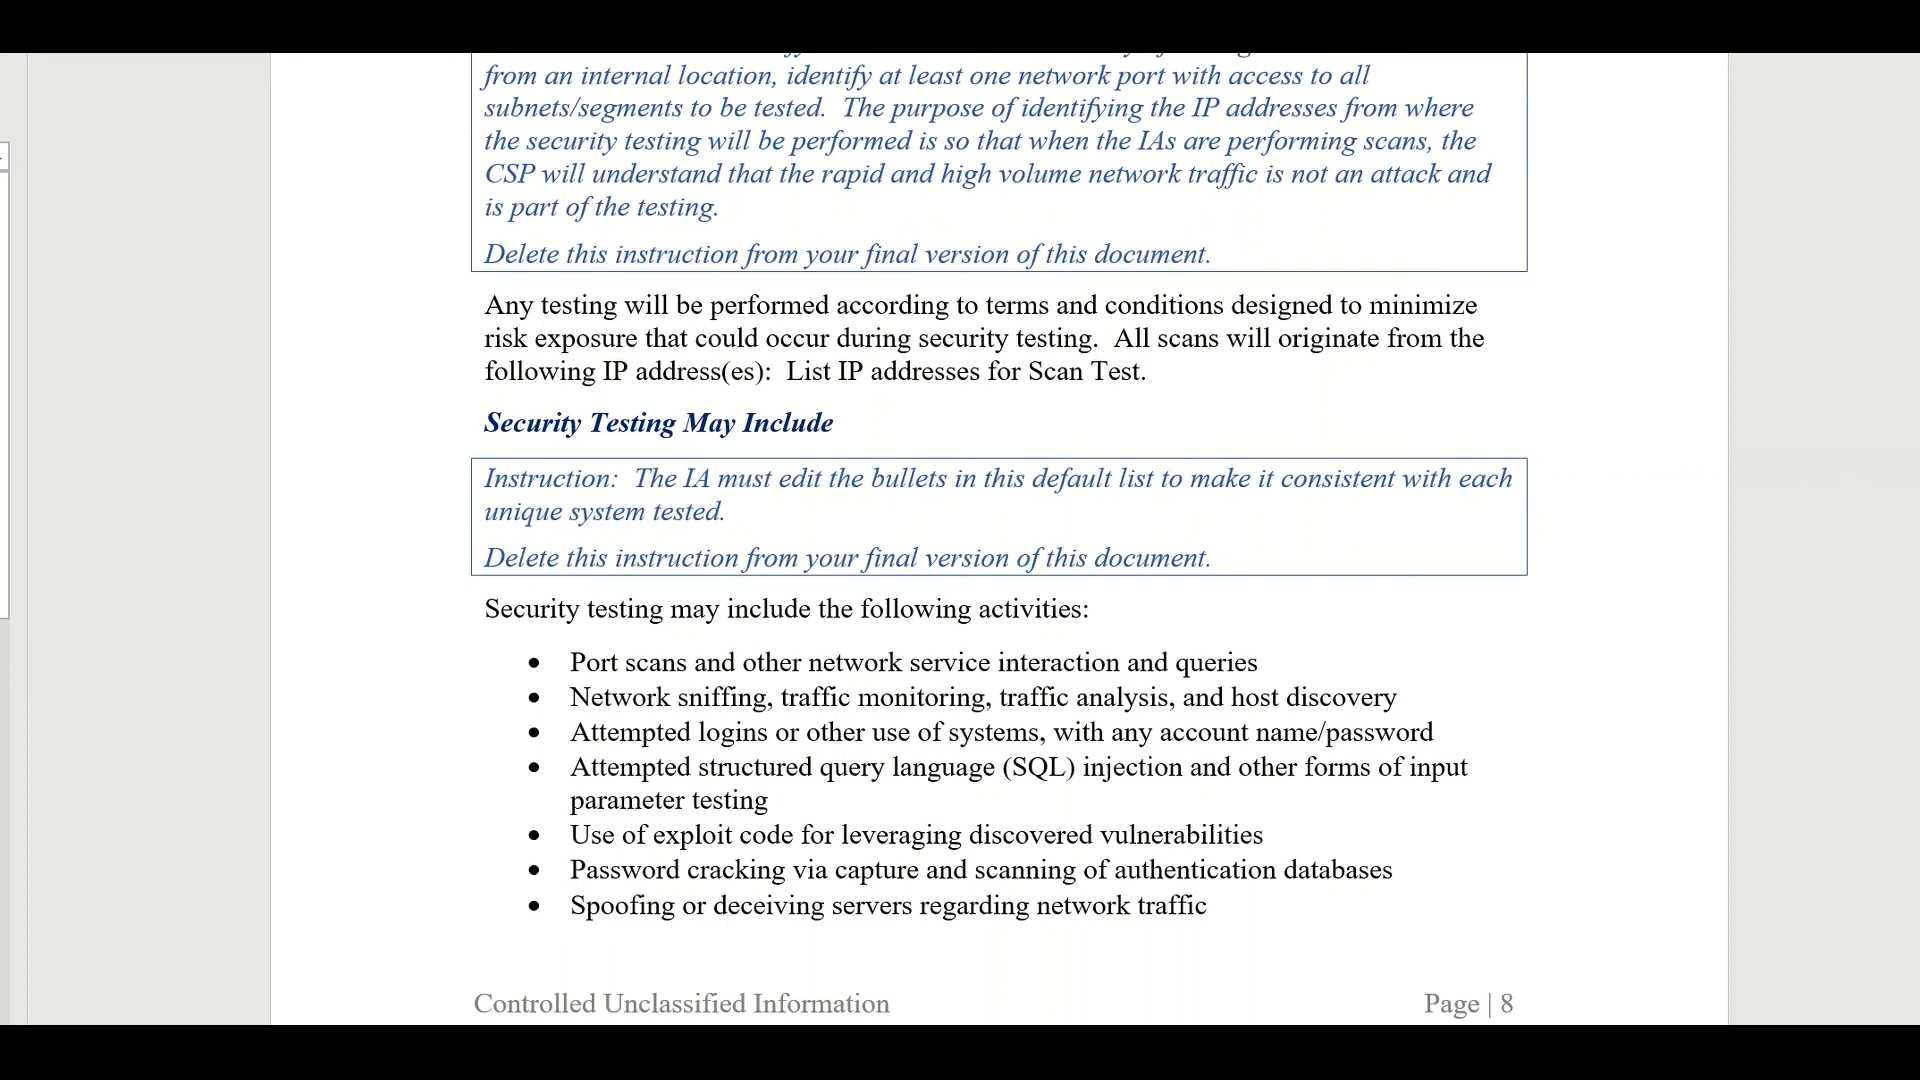 from an internal location, identify at least one network port with access to all
subnets/segments to be tested.  The purpose of identifying the IP addresses from where
the security testing will be performed is so that when the IAs are performing scans, the
CSP will understand that the rapid and high volume network traffic is not an attack and
is part of the testing.
Delete this instruction from your final version of this document.
Any testing will be performed according to terms and conditions designed to minimize
risk exposure that could occur during security testing.  All scans will originate from the
following IP address(es):  List IP addresses for Scan Test.
Security Testing May Include
Instruction:  The IA must edit the bullets in this default list to make it consistent with each
unique system tested.
Delete this instruction from your final version of this document.
Security testing may include the following activities:
• Port scans and other network service interaction and queries
• Network sniffing, traffic monitoring, traffic analysis, and host discovery
• Attempted logins or other use of systems, with any account name/password
• Attempted structured query language (SQL) injection and other forms of input
parameter testing
• Use of exploit code for leveraging discovered vulnerabilities
• Password cracking via capture and scanning of authentication databases
• Spoofing or deceiving servers regarding network traffic
Controlled Unclassified Information
Page | 8